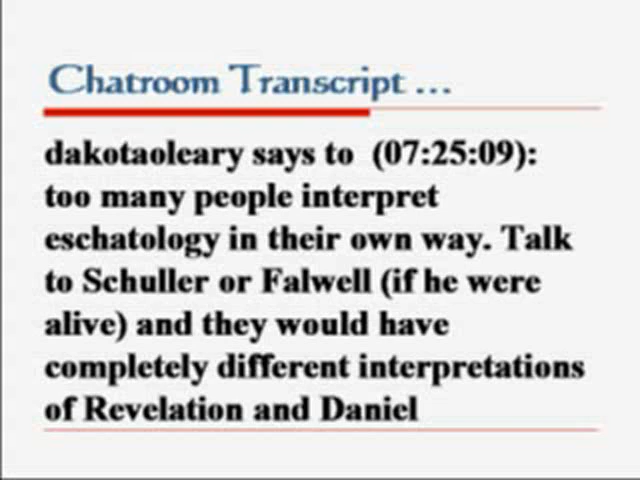 Chatroom Transcript ...
dakotaoleary says to  (07:25:09):
too many people interpret
eschatology in their own way. Talk
to Schuller or Falwell (if he were
alive) and they would have
completely different interpretations
of Revelation and Daniel